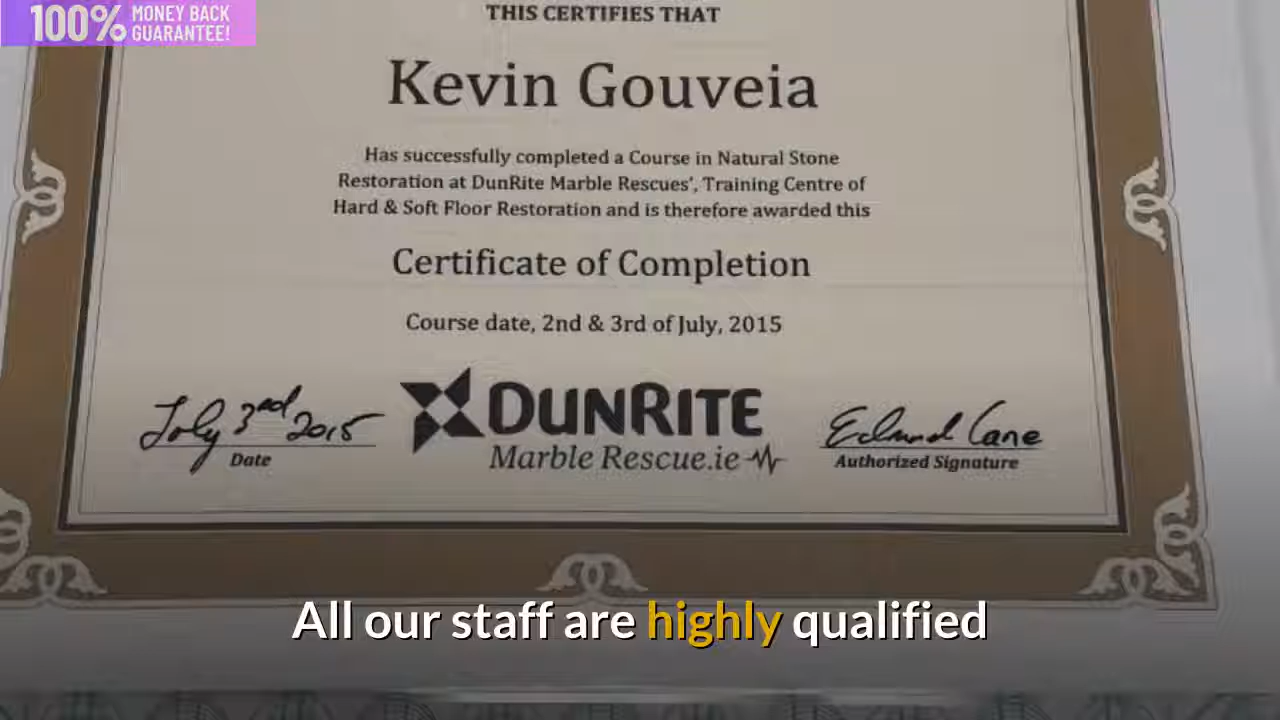 100% MONEY BACK
GUARANTEE!
THIS CERTIFIES THAT
Kevin Gouveia
Has successfully completed a Course in Natural Stone
Restoration at DunRite Marble Rescues', Training Centre of
Hard & Soft Floor Restoration and is therefore awarded this
Certificate of Completion
Course date, 2nd & 3rd of July, 2015
July 3nd 2015
Date
DUNRITE
Marble Rescue.ie
Edmund Cane
Authorized Signature
All our staff are highly qualified